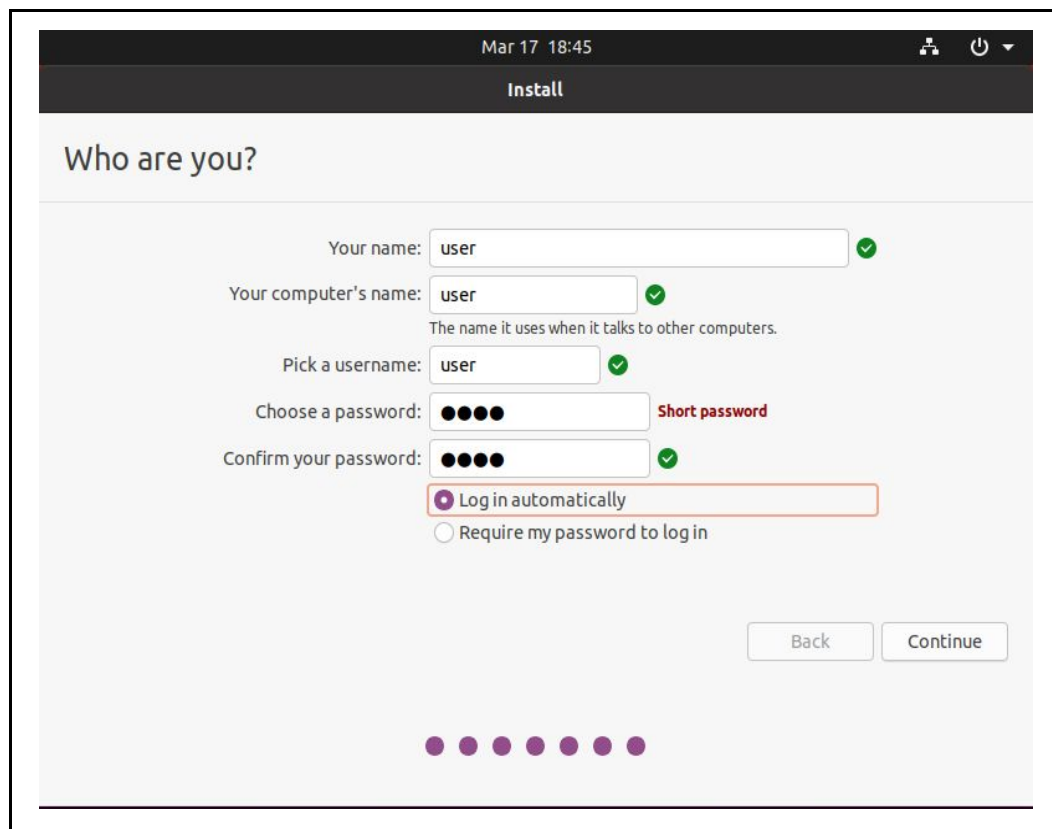 Mar 17 18:45
Install
Who are you?
Your name: user
Your computer's name: user
The name it uses when it talks to other computers.
Pick a username: user
Choose a password: ●●●● Short password
Confirm your password: ●●●●
Log in automatically
Require my password to log in
Back Continue